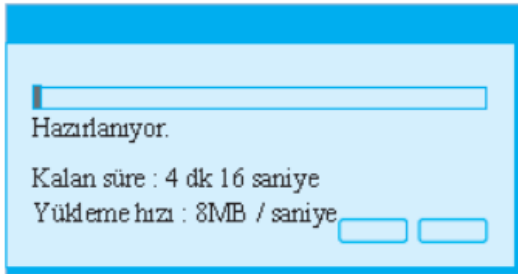 Hazırlanıyor.
Kalan süre : 4 dk 16 saniye
Yükleme hızı : 8MB / saniye